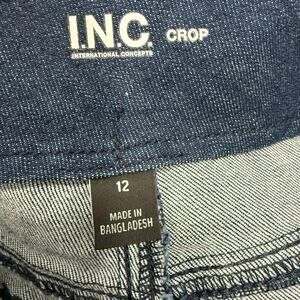 I.N.C. CROP
INTERNATIONAL CONCEPTS
12
MADE IN
BANGLADESH